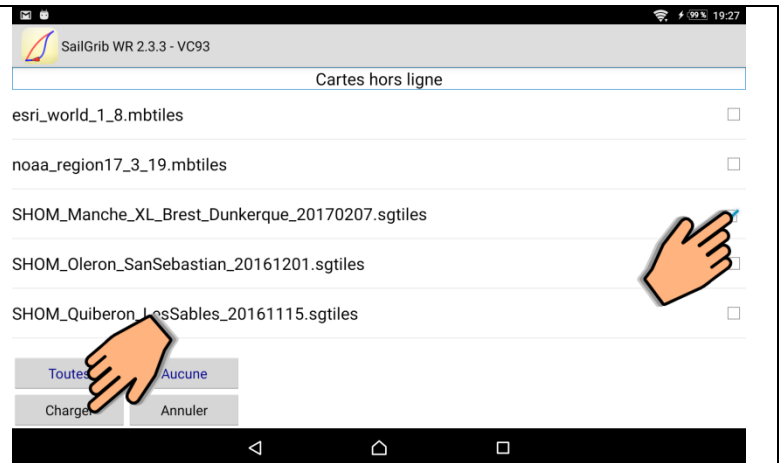 99% 19:27
SailGrib WR 2.3.3 - VC93
Cartes hors ligne
esri_world_1_8.mbtiles
noaa_region17_3_19.mbtiles
SHOM_Manche_XL_Brest_Dunkerque_20170207.sgtiles
SHOM_Oleron_SanSebastian_20161201.sgtiles
SHOM_Quiberon_LesSables_20161115.sgtiles
Toutes Aucune
Charger Annuler